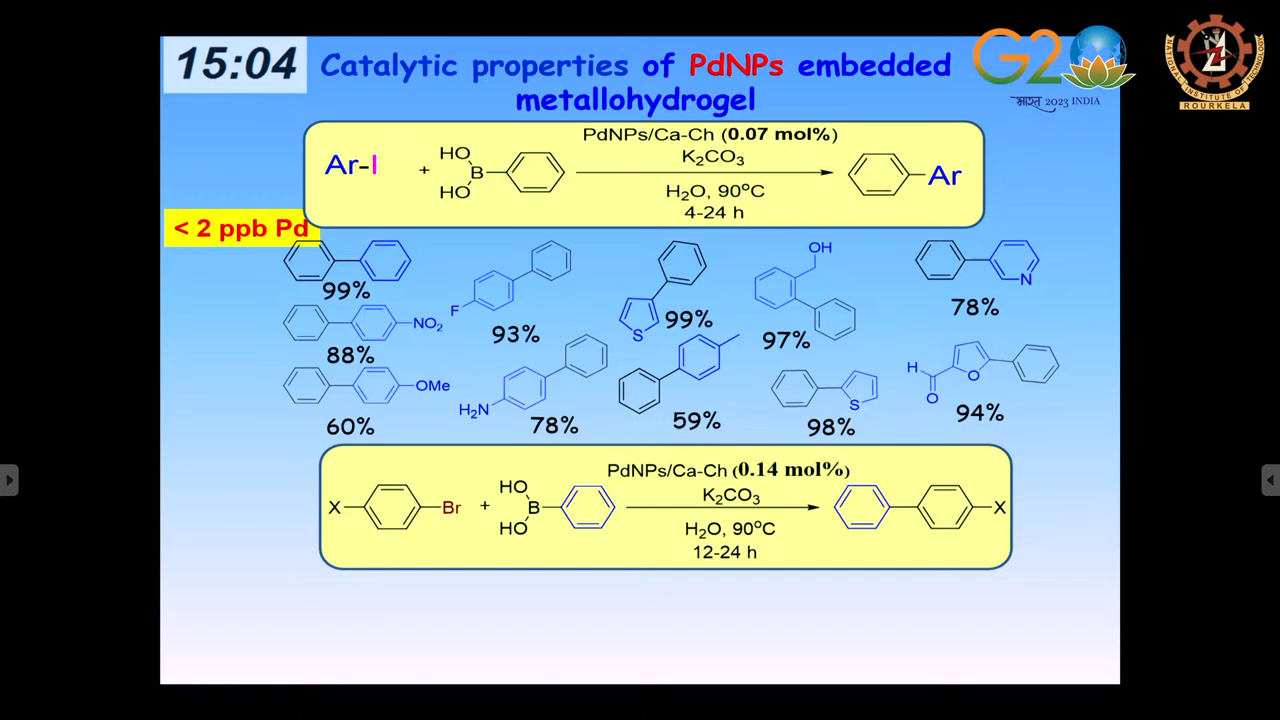 15:04
Catalytic properties of PdNPs embedded
metallohydrogel
G2
भारत 2023 INDIA
NATIONAL INSTITUTE OF TECHNOLOGY
ROURKELA
Ar-I
+
HO
B
HO
PdNPs/Ca-Ch (0.07 mol%)
K₂CO₃
H₂O, 90°C
4-24 h
Ar
< 2 ppb Pd
99%
F
93%
S
99%
OH
97%
N
78%
NO₂
88%
OMe
60%
H₂N
78%
59%
S
98%
H
O
O
94%
X
Br
+
HO
B
HO
PdNPs/Ca-Ch (0.14 mol%)
K₂CO₃
H₂O, 90°C
12-24 h
X